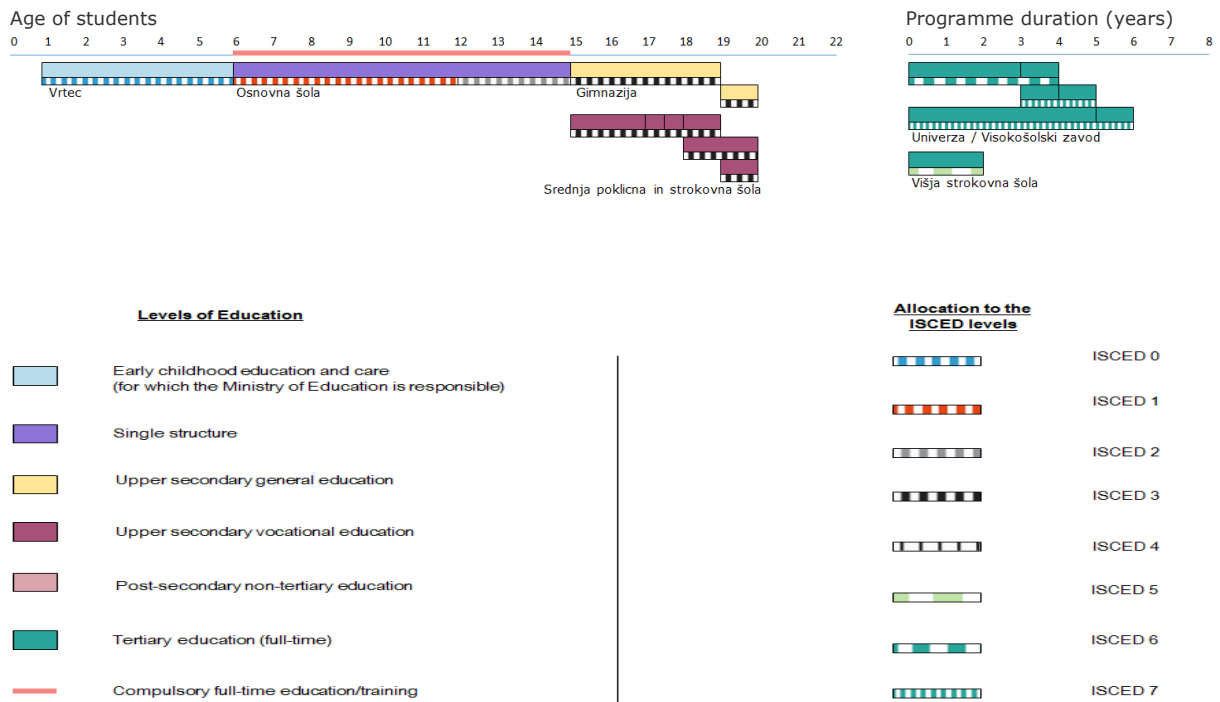 Age of students
Programme duration (years)
0 1 2 3 4 5 6 7 8 9 10 11 12 13 14 15 16 17 18 19 20 21 22
0 1 2 3 4 5 6 7 8
Vrtec
Osnovna šola
Gimnazija
Srednja poklicna in strokovna šola
Univerza / Visokošolski zavod
Višja strokovna šola
Levels of Education
Early childhood education and care
(for which the Ministry of Education is responsible)
Single structure
Upper secondary general education
Upper secondary vocational education
Post-secondary non-tertiary education
Tertiary education (full-time)
Compulsory full-time education/training
Allocation to the
ISCED levels
ISCED 0
ISCED 1
ISCED 2
ISCED 3
ISCED 4
ISCED 5
ISCED 6
ISCED 7